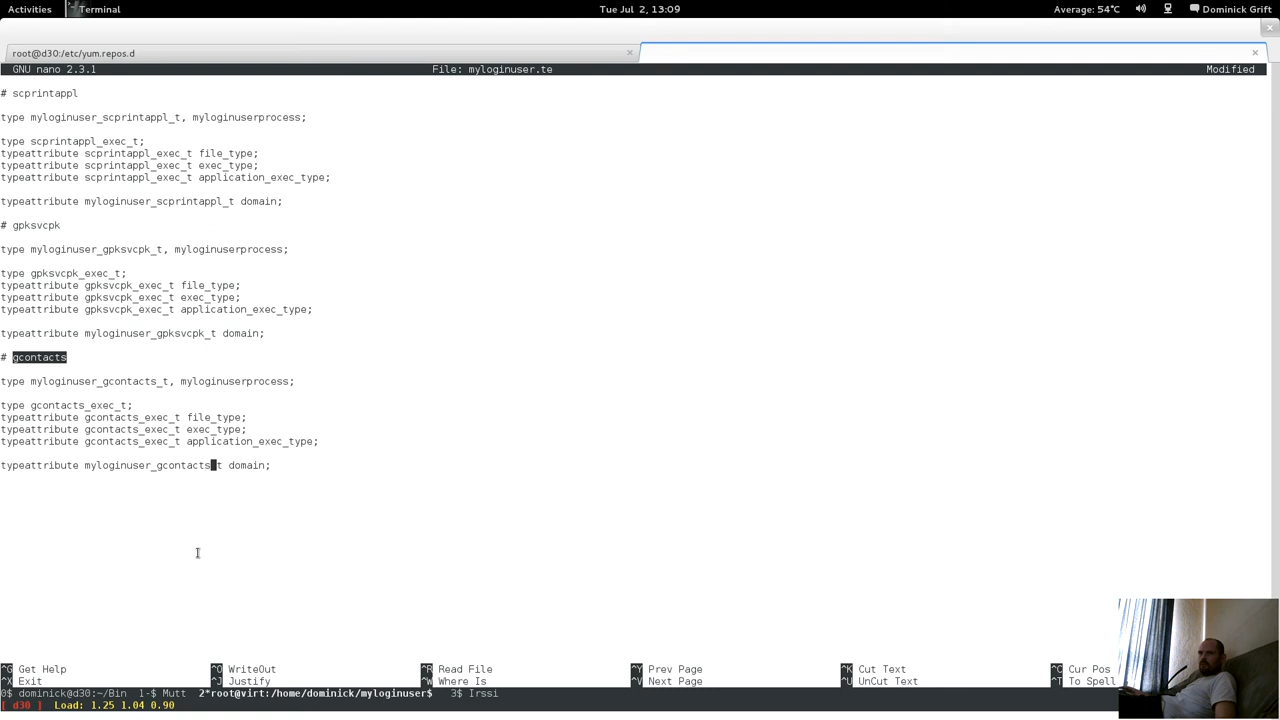 Activities Terminal Tue Jul 2, 13:09 Average: 54°C Dominick Grift
root@d30:/etc/yum.repos.d
GNU nano 2.3.1 File: myloginuser.te Modified
# scprintappl
type myloginuser_scprintappl_t, myloginuserprocess;
type scprintappl_exec_t;
typeattribute scprintappl_exec_t file_type;
typeattribute scprintappl_exec_t exec_type;
typeattribute scprintappl_exec_t application_exec_type;
typeattribute myloginuser_scprintappl_t domain;
# gpksvcpk
type myloginuser_gpksvcpk_t, myloginuserprocess;
type gpksvcpk_exec_t;
typeattribute gpksvcpk_exec_t file_type;
typeattribute gpksvcpk_exec_t exec_type;
typeattribute gpksvcpk_exec_t application_exec_type;
typeattribute myloginuser_gpksvcpk_t domain;
# gcontacts
type myloginuser_gcontacts_t, myloginuserprocess;
type gcontacts_exec_t;
typeattribute gcontacts_exec_t file_type;
typeattribute gcontacts_exec_t exec_type;
typeattribute gcontacts_exec_t application_exec_type;
typeattribute myloginuser_gcontacts_t domain;
^G Get Help ^O WriteOut ^R Read File ^Y Prev Page ^K Cut Text ^C Cur Pos
^X Exit ^J Justify ^W Where Is ^V Next Page ^U UnCut Text ^T To Spell
0$ dominick@d30:~/Bin 1-$ Mutt 2*root@virt:/home/dominick/myloginuser$ 3$ Irssi
[ d30 ] Load: 1.25 1.04 0.90